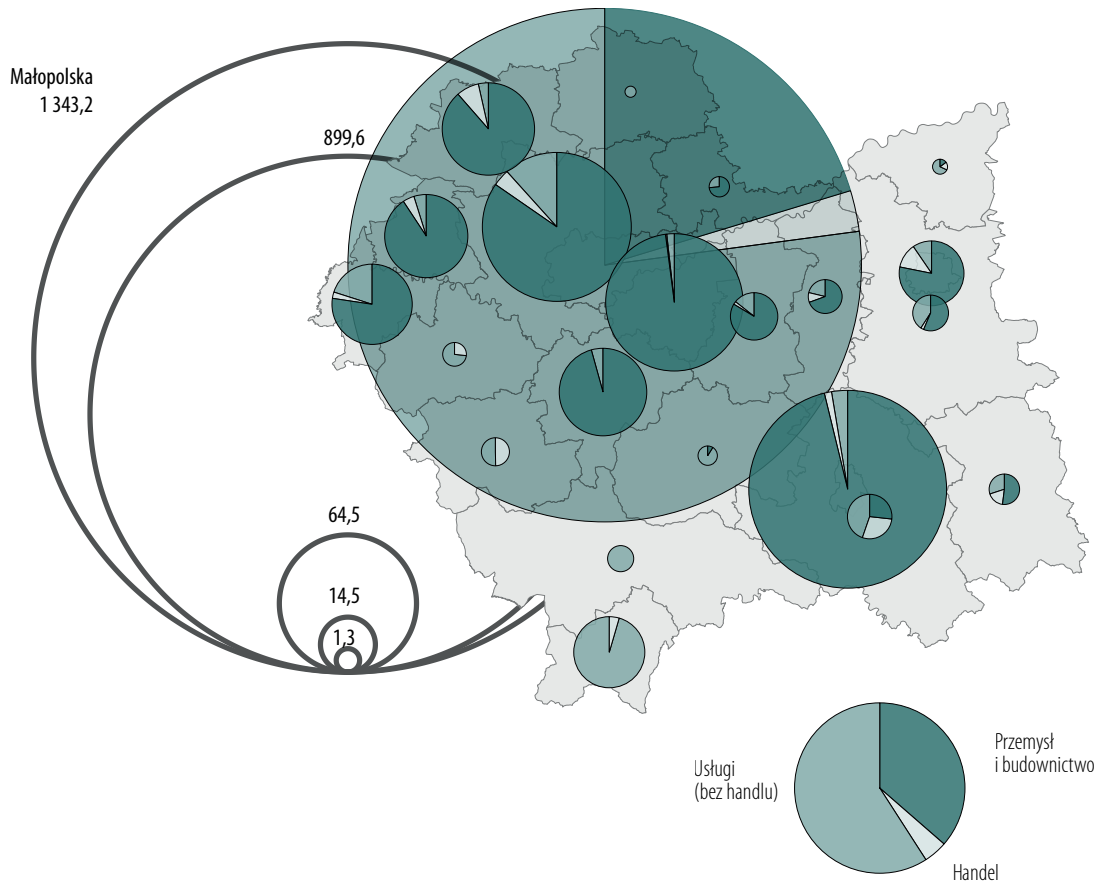 Małopolska
1 343,2
899,6
64,5
14,5
1,3
Usługi
(bez handlu)
Przemysł
i budownictwo
Handel